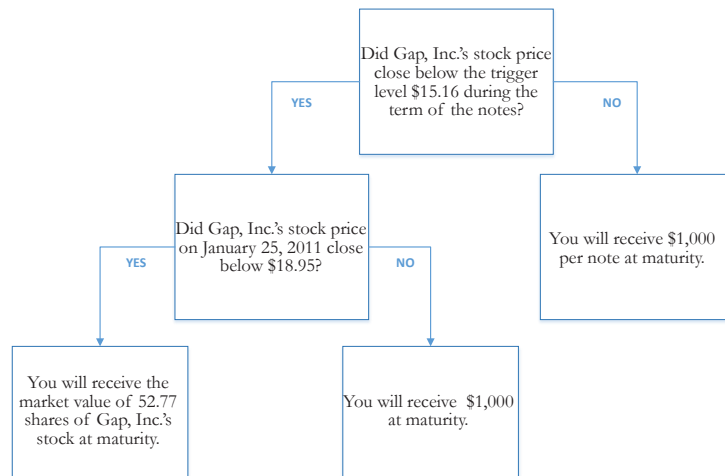 Did Gap, Inc.'s stock price
close below the trigger
level $15.16 during the
term of the notes?
YES
NO
Did Gap, Inc.'s stock price
on January 25, 2011 close
below $18.95?
You will receive $1,000
per note at maturity.
YES
NO
You will receive the
market value of 52.77
shares of Gap, Inc.'s
stock at maturity.
You will receive $1,000
at maturity.